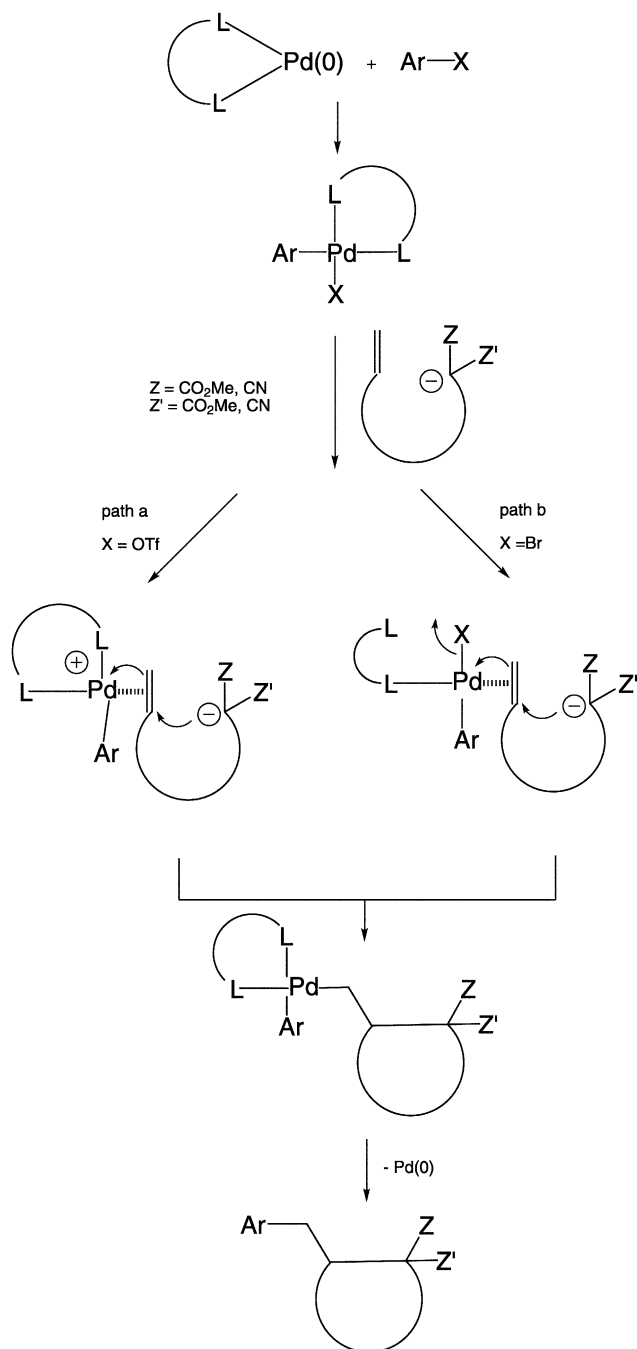 L
Pd(0) + Ar—X
L
L
Ar—Pd—L
X
Z
Z'
−
Z = CO₂Me, CN
Z' = CO₂Me, CN
path a
X = OTf
path b
X =Br
L
+
L—Pd
Ar
Z
Z'
−
L
X
L—Pd
Ar
Z
Z'
−
L
L—Pd
Ar
Z
Z'
- Pd(0)
Ar
Z
Z'